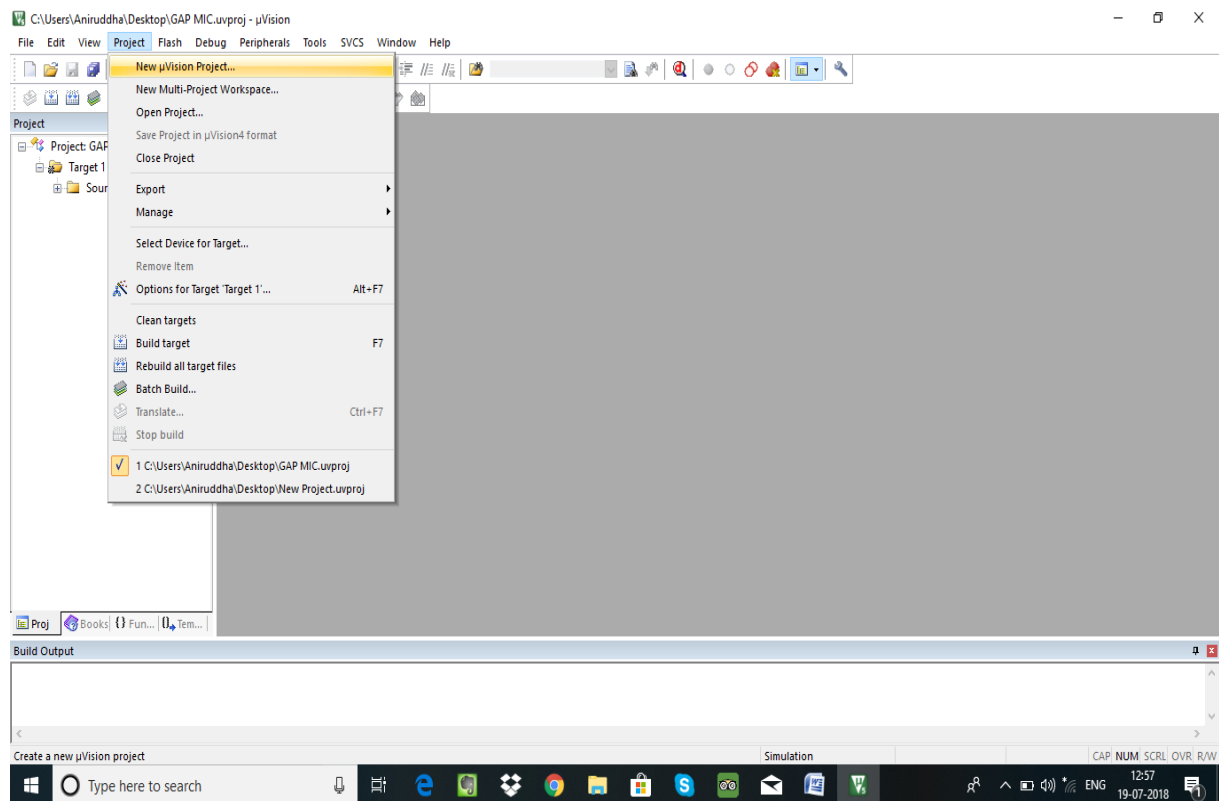 C:\Users\Aniruddha\Desktop\GAP MIC.uvproj - µVision
File Edit View Project Flash Debug Peripherals Tools SVCS Window Help
New µVision Project...
New Multi-Project Workspace...
Open Project...
Save Project in µVision4 format
Close Project
Export
Manage
Select Device for Target...
Remove Item
Options for Target 'Target 1'... Alt+F7
Clean targets
Build target F7
Rebuild all target files
Batch Build...
Translate... Ctrl+F7
Stop build
1 C:\Users\Aniruddha\Desktop\GAP MIC.uvproj
2 C:\Users\Aniruddha\Desktop\New Project.uvproj
Project
Project: GAP
Target 1
Sour
Proj Books {} Fun... Tem...
Build Output
Create a new µVision project Simulation CAP NUM SCRL OVR R/W
Type here to search ENG 12:57
19-07-2018